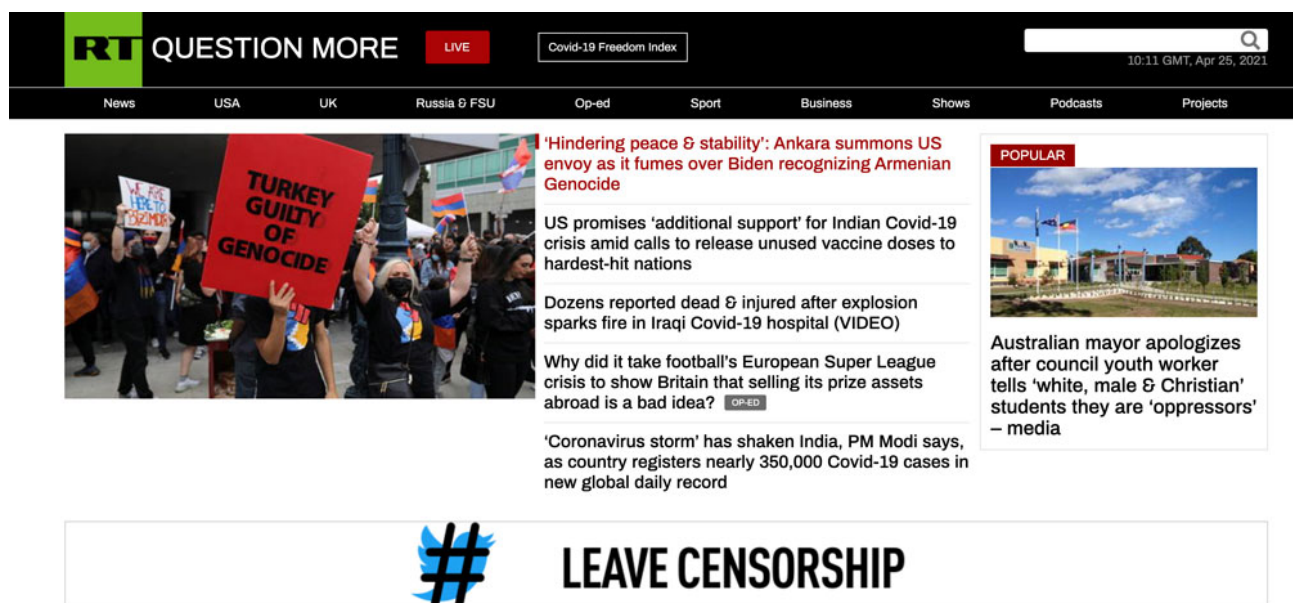 RT QUESTION MORE
LIVE
Covid-19 Freedom Index
10:11 GMT, Apr 25, 2021
News USA UK Russia & FSU Op-ed Sport Business Shows Podcasts Projects
WE ARE
HERE TO
TURKEY
GUILTY
OF
GENOCIDE
'Hindering peace & stability': Ankara summons US
envoy as it fumes over Biden recognizing Armenian
Genocide
US promises 'additional support' for Indian Covid-19
crisis amid calls to release unused vaccine doses to
hardest-hit nations
Dozens reported dead & injured after explosion
sparks fire in Iraqi Covid-19 hospital (VIDEO)
Why did it take football's European Super League
crisis to show Britain that selling its prize assets
abroad is a bad idea? OP-ED
'Coronavirus storm' has shaken India, PM Modi says,
as country registers nearly 350,000 Covid-19 cases in
new global daily record
POPULAR
Australian mayor apologizes
after council youth worker
tells 'white, male & Christian'
students they are 'oppressors'
– media
# LEAVE CENSORSHIP